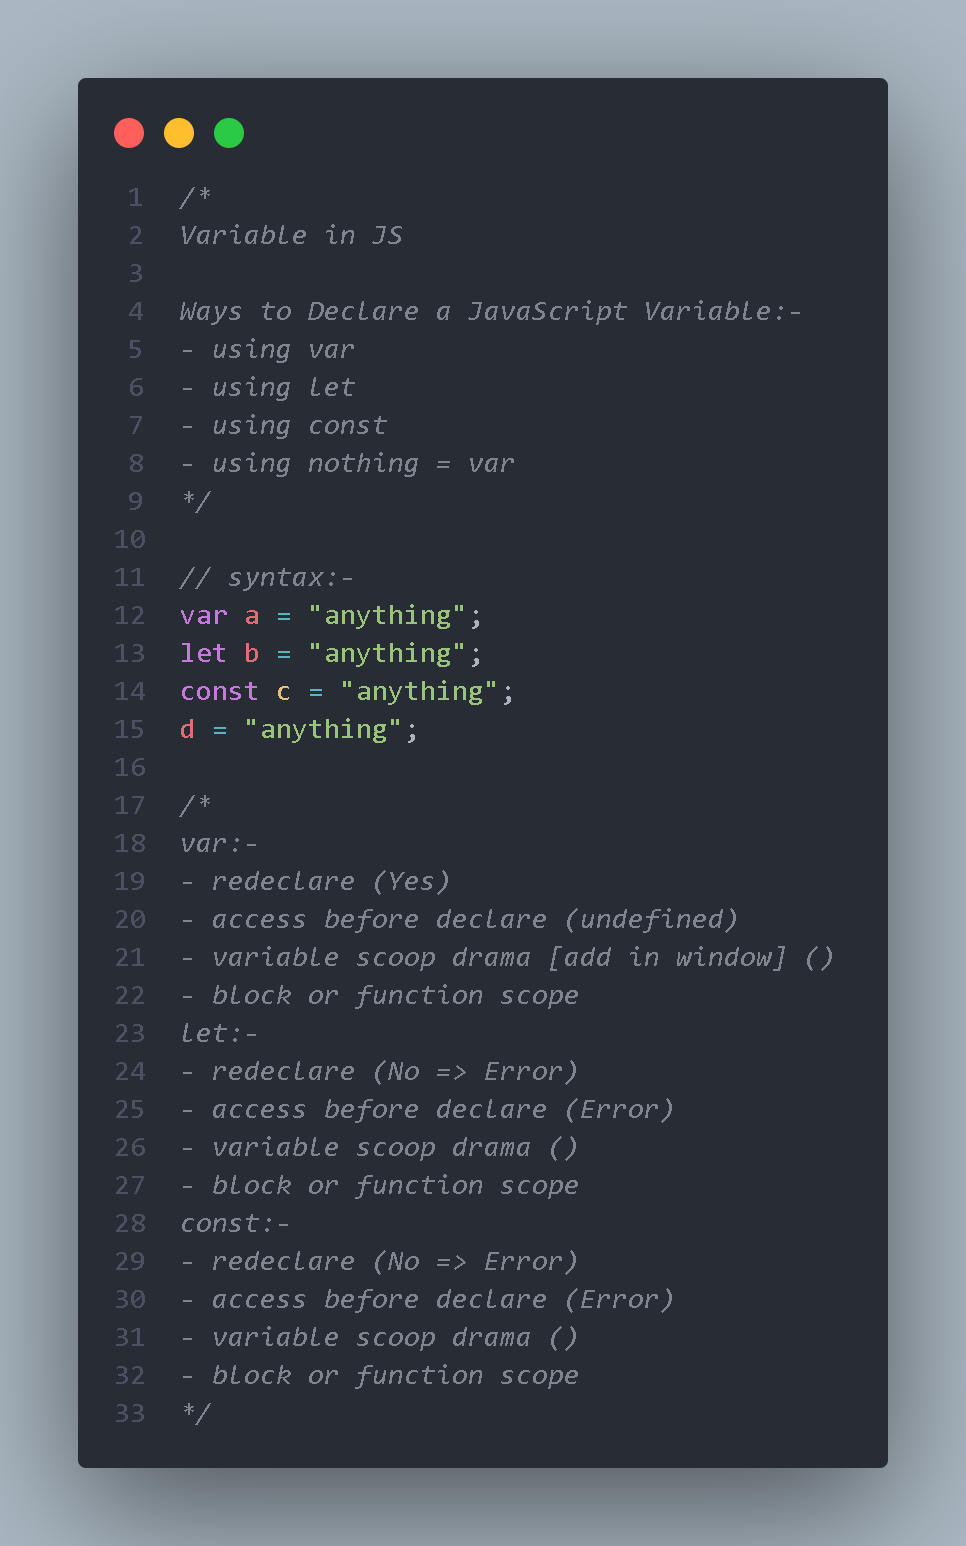 1 /*
2 Variable in JS
3
4 Ways to Declare a JavaScript Variable:-
5 - using var
6 - using let
7 - using const
8 - using nothing = var
9 */
10
11 // syntax:-
12 var a = "anything";
13 let b = "anything";
14 const c = "anything";
15 d = "anything";
16
17 /*
18 var:-
19 - redeclare (Yes)
20 - access before declare (undefined)
21 - variable scoop drama [add in window] ()
22 - block or function scope
23 let:-
24 - redeclare (No => Error)
25 - access before declare (Error)
26 - variable scoop drama ()
27 - block or function scope
28 const:-
29 - redeclare (No => Error)
30 - access before declare (Error)
31 - variable scoop drama ()
32 - block or function scope
33 */